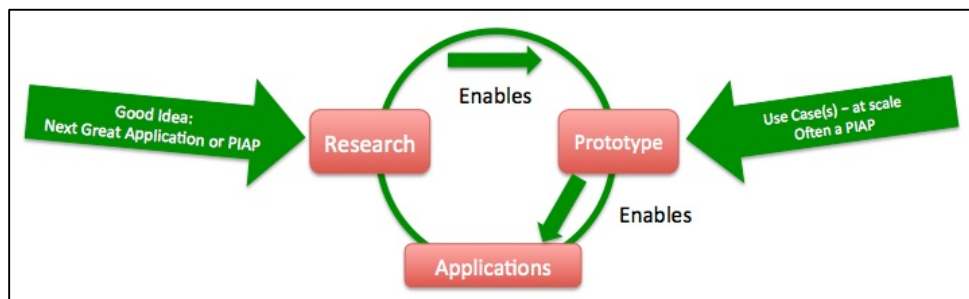 Good Idea:
Next Great Application or PIAP
Enables
Use Case(s) – at scale
Often a PIAP
Research
Prototype
Enables
Applications